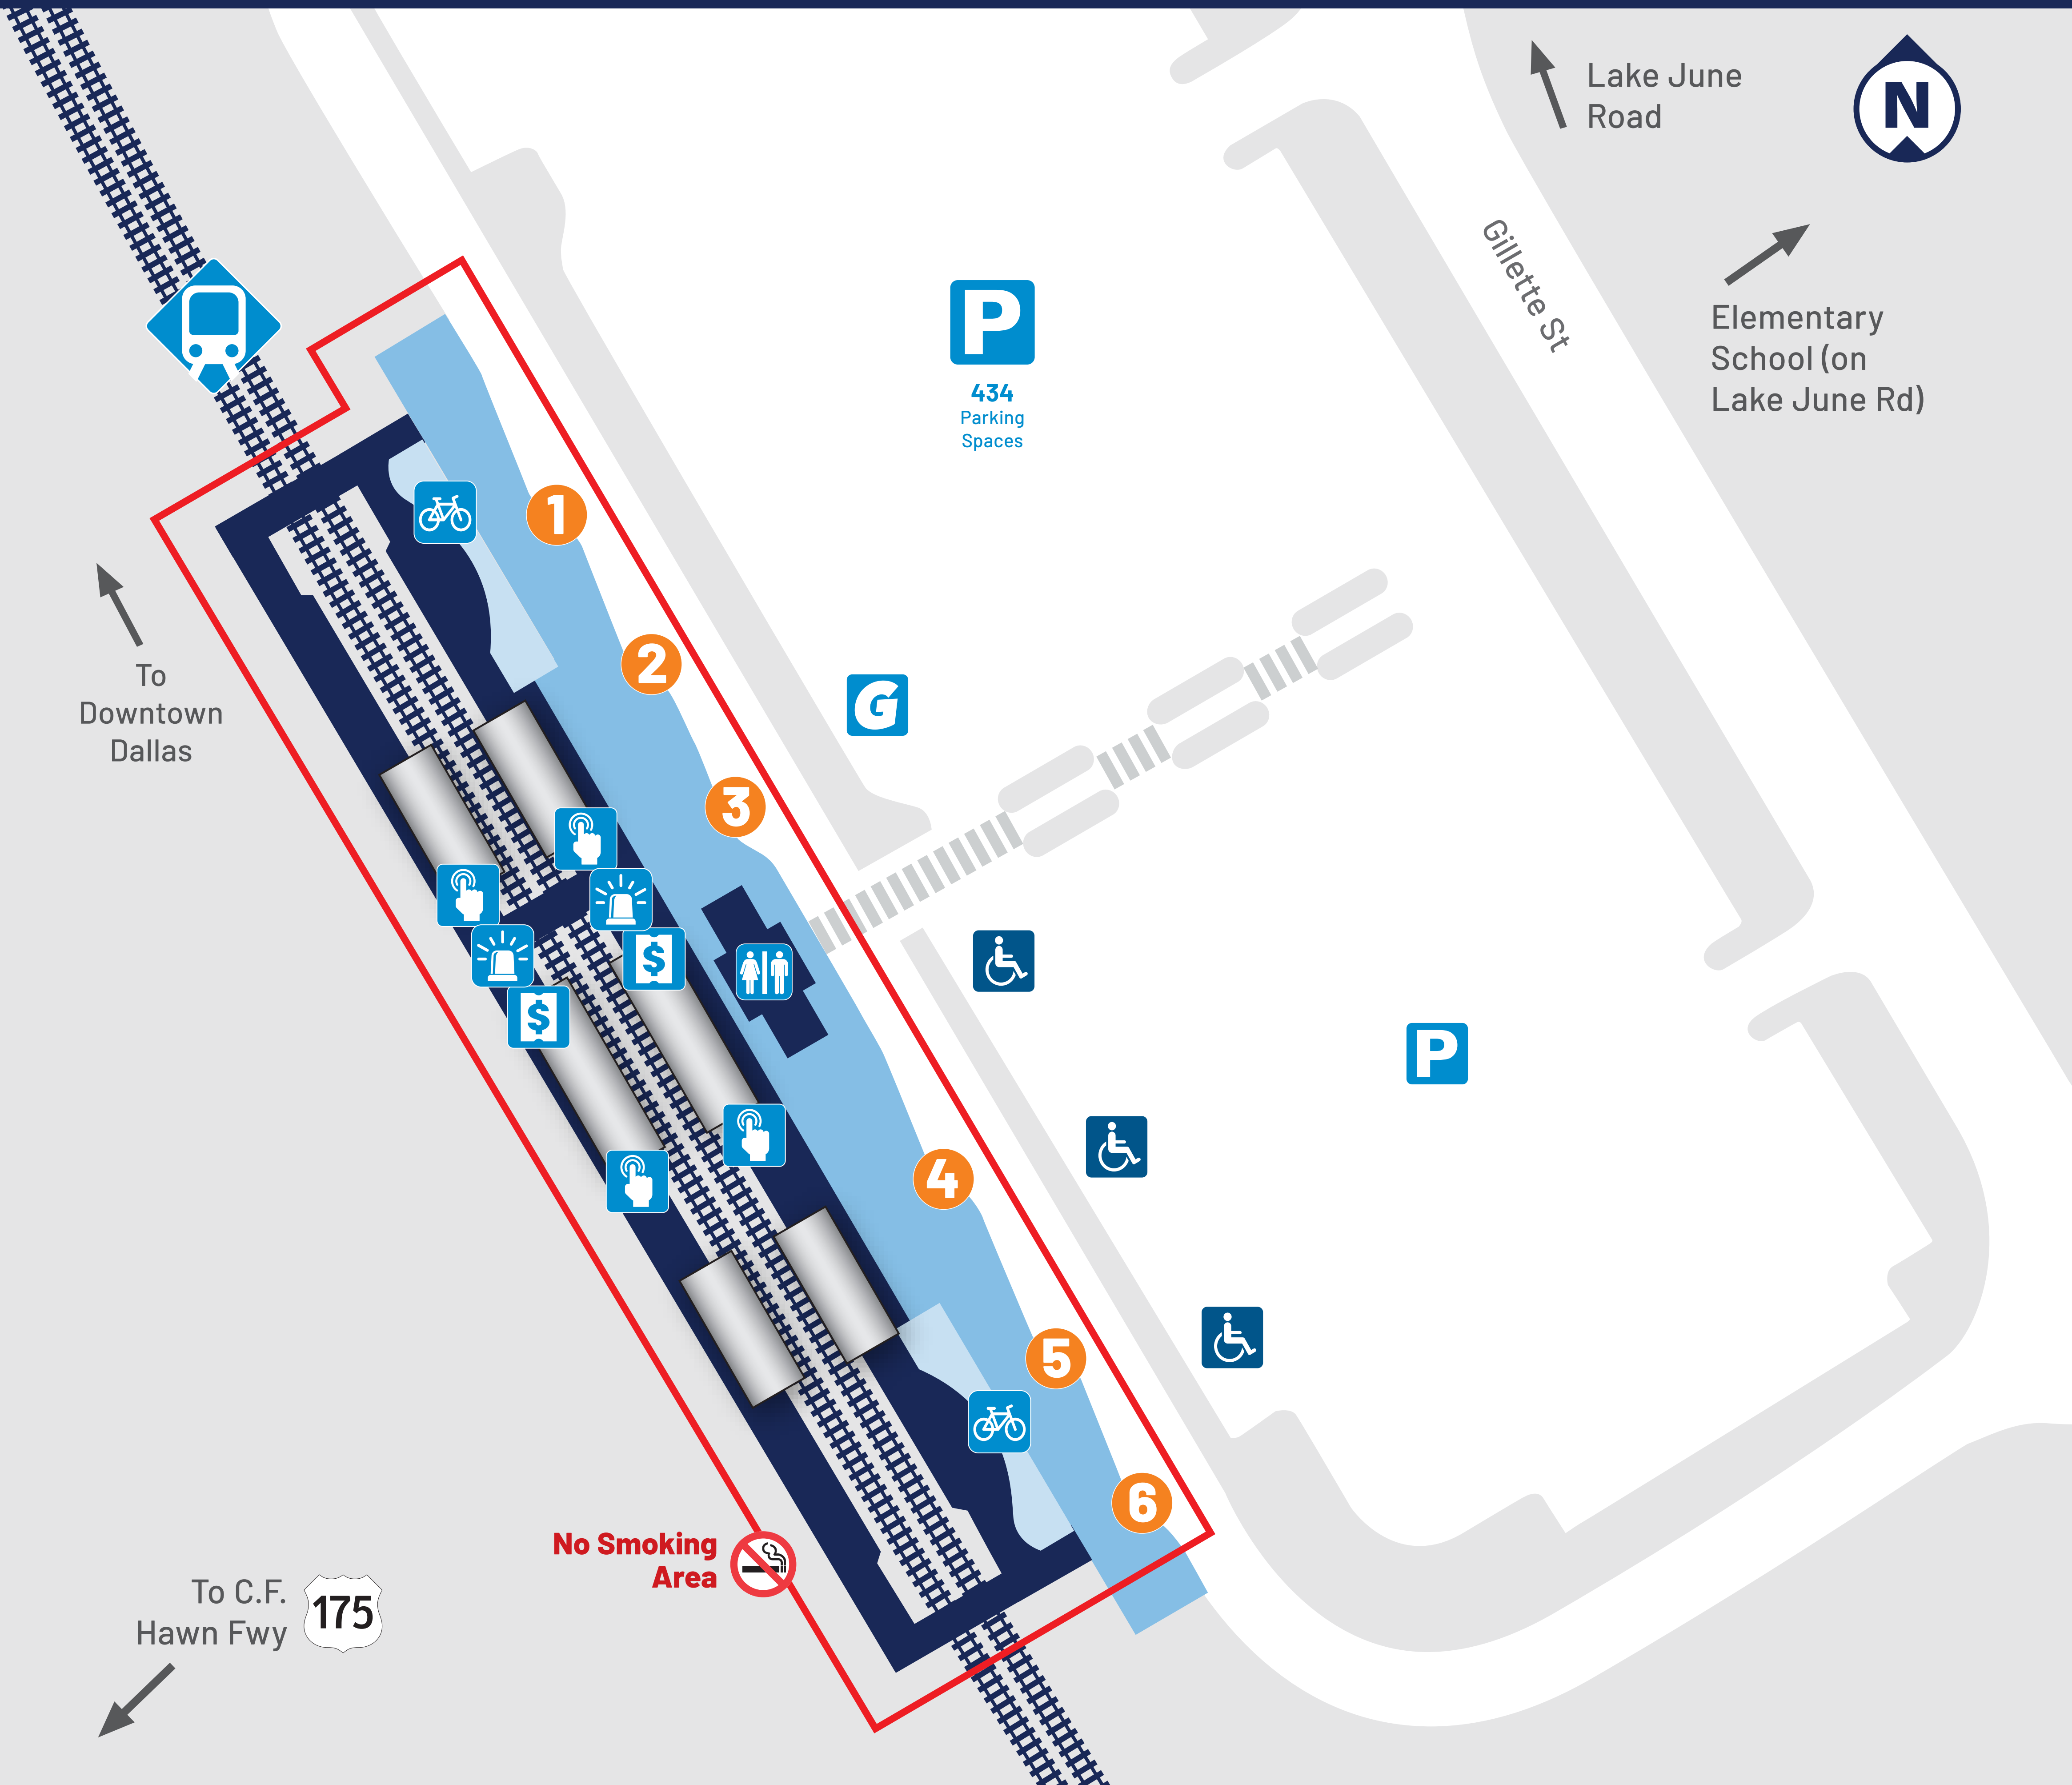 Lake June
Road
N
Gillette St
Elementary
School (on
Lake June Rd)
P
434
Parking
Spaces
1
2
To
Downtown
Dallas
G
3
$
$
P
4
5
6
No Smoking
Area
To C.F.
Hawn Fwy
175